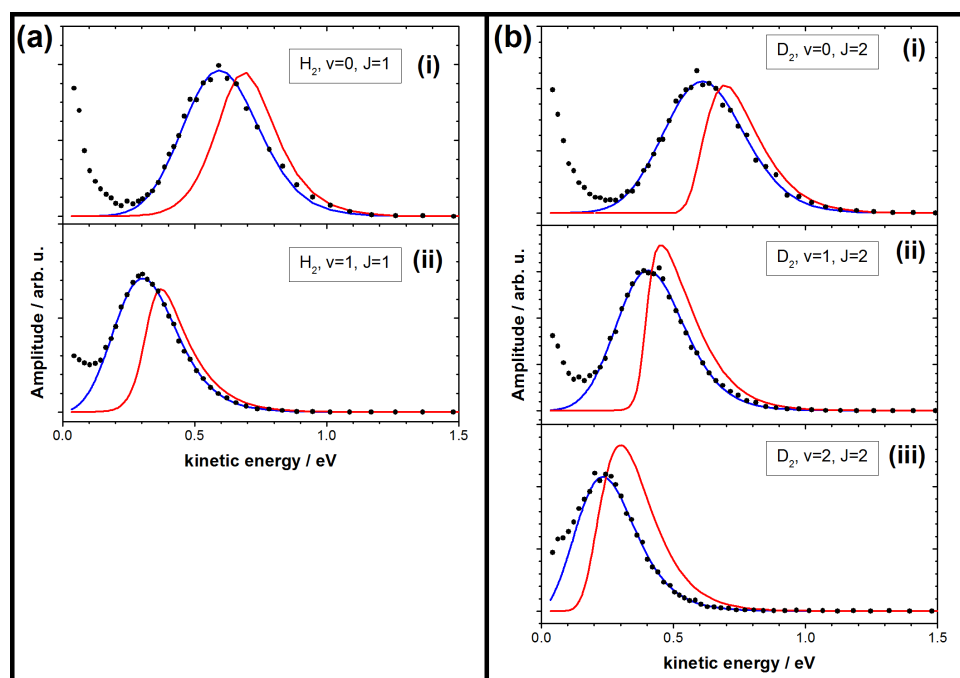 (a)
H2, v=0, J=1
(i)
H2, v=1, J=1
(ii)
Amplitude / arb. u.
0.0 0.5 1.0 1.5
kinetic energy / eV
(b)
D2, v=0, J=2
(i)
D2, v=1, J=2
(ii)
Amplitude / arb. u.
D2, v=2, J=2
(iii)
0.0 0.5 1.0 1.5
kinetic energy / eV